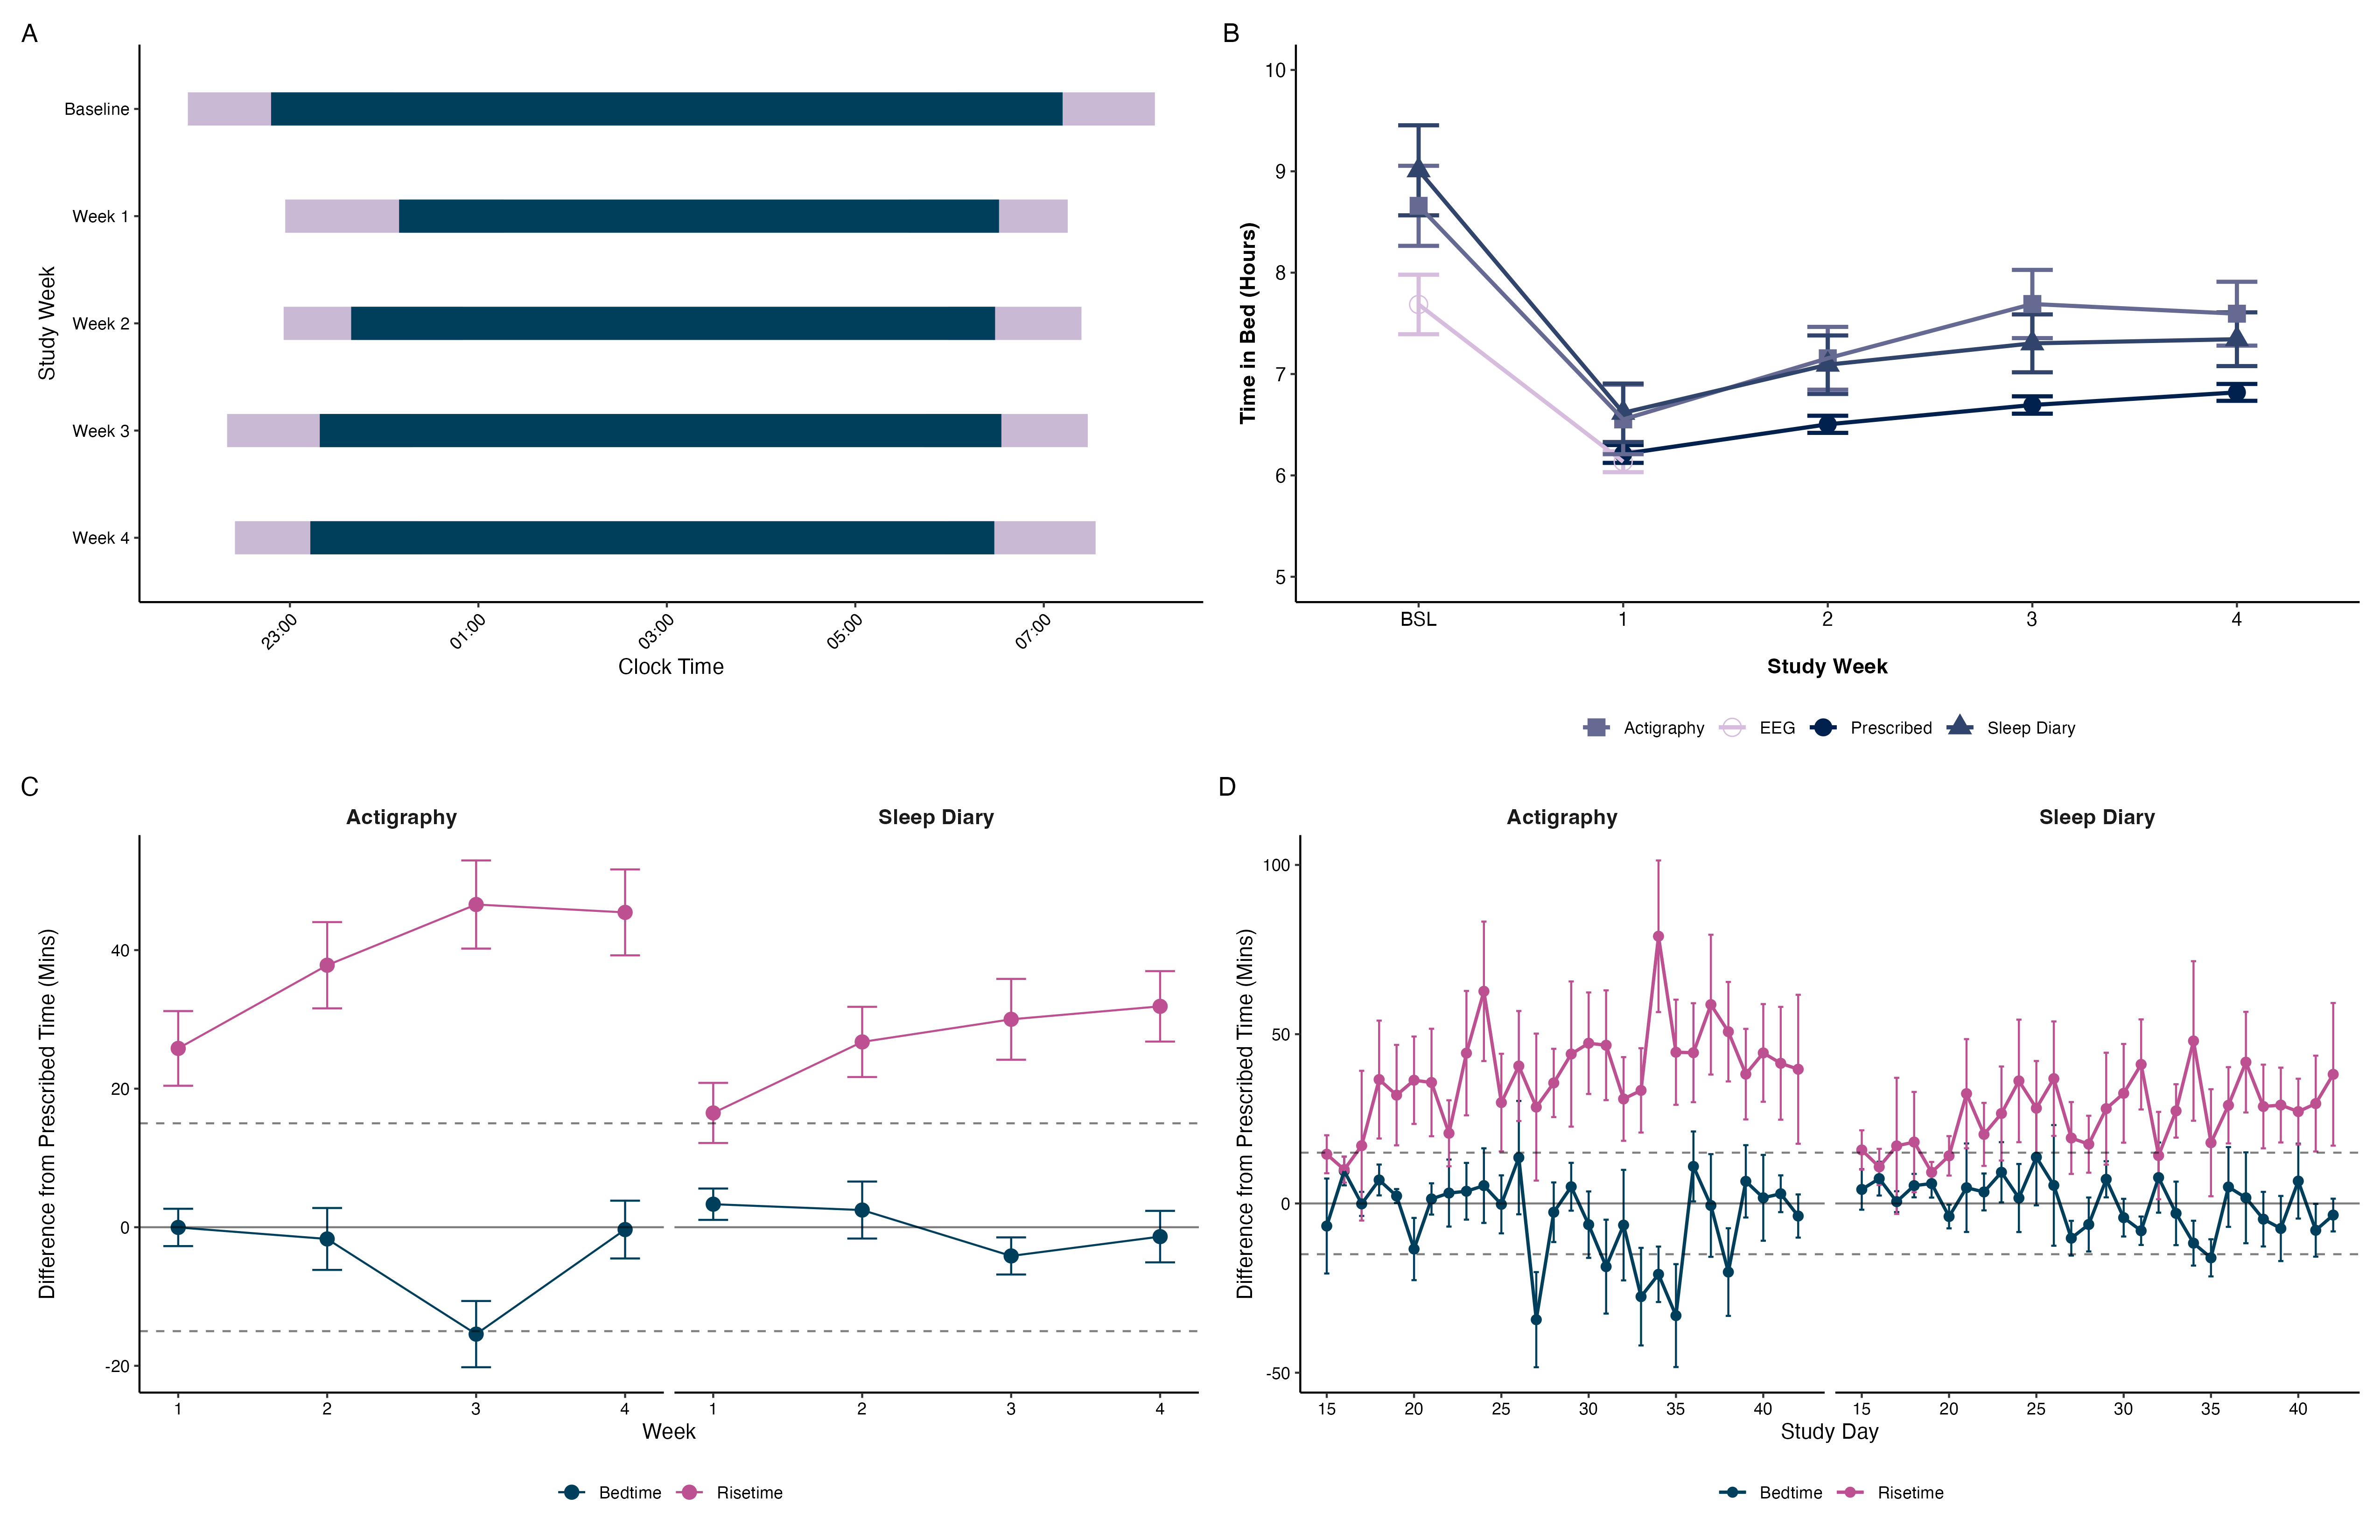 A
Study Week
Baseline
Week 1
Week 2
Week 3
Week 4
23:00 01:00 03:00 05:00 07:00
Clock Time
B
Time in Bed (Hours)
10
9
8
7
6
5
BSL 1 2 3 4
Study Week
Actigraphy EEG Prescribed Sleep Diary
C
Actigraphy Sleep Diary
Difference from Prescribed Time (Mins)
40
20
0
-20
1 2 3 4 1 2 3 4
Week
Bedtime Risetime
D
Actigraphy Sleep Diary
Difference from Prescribed Time (Mins)
100
50
0
-50
15 20 25 30 35 40 15 20 25 30 35 40
Study Day
Bedtime Risetime